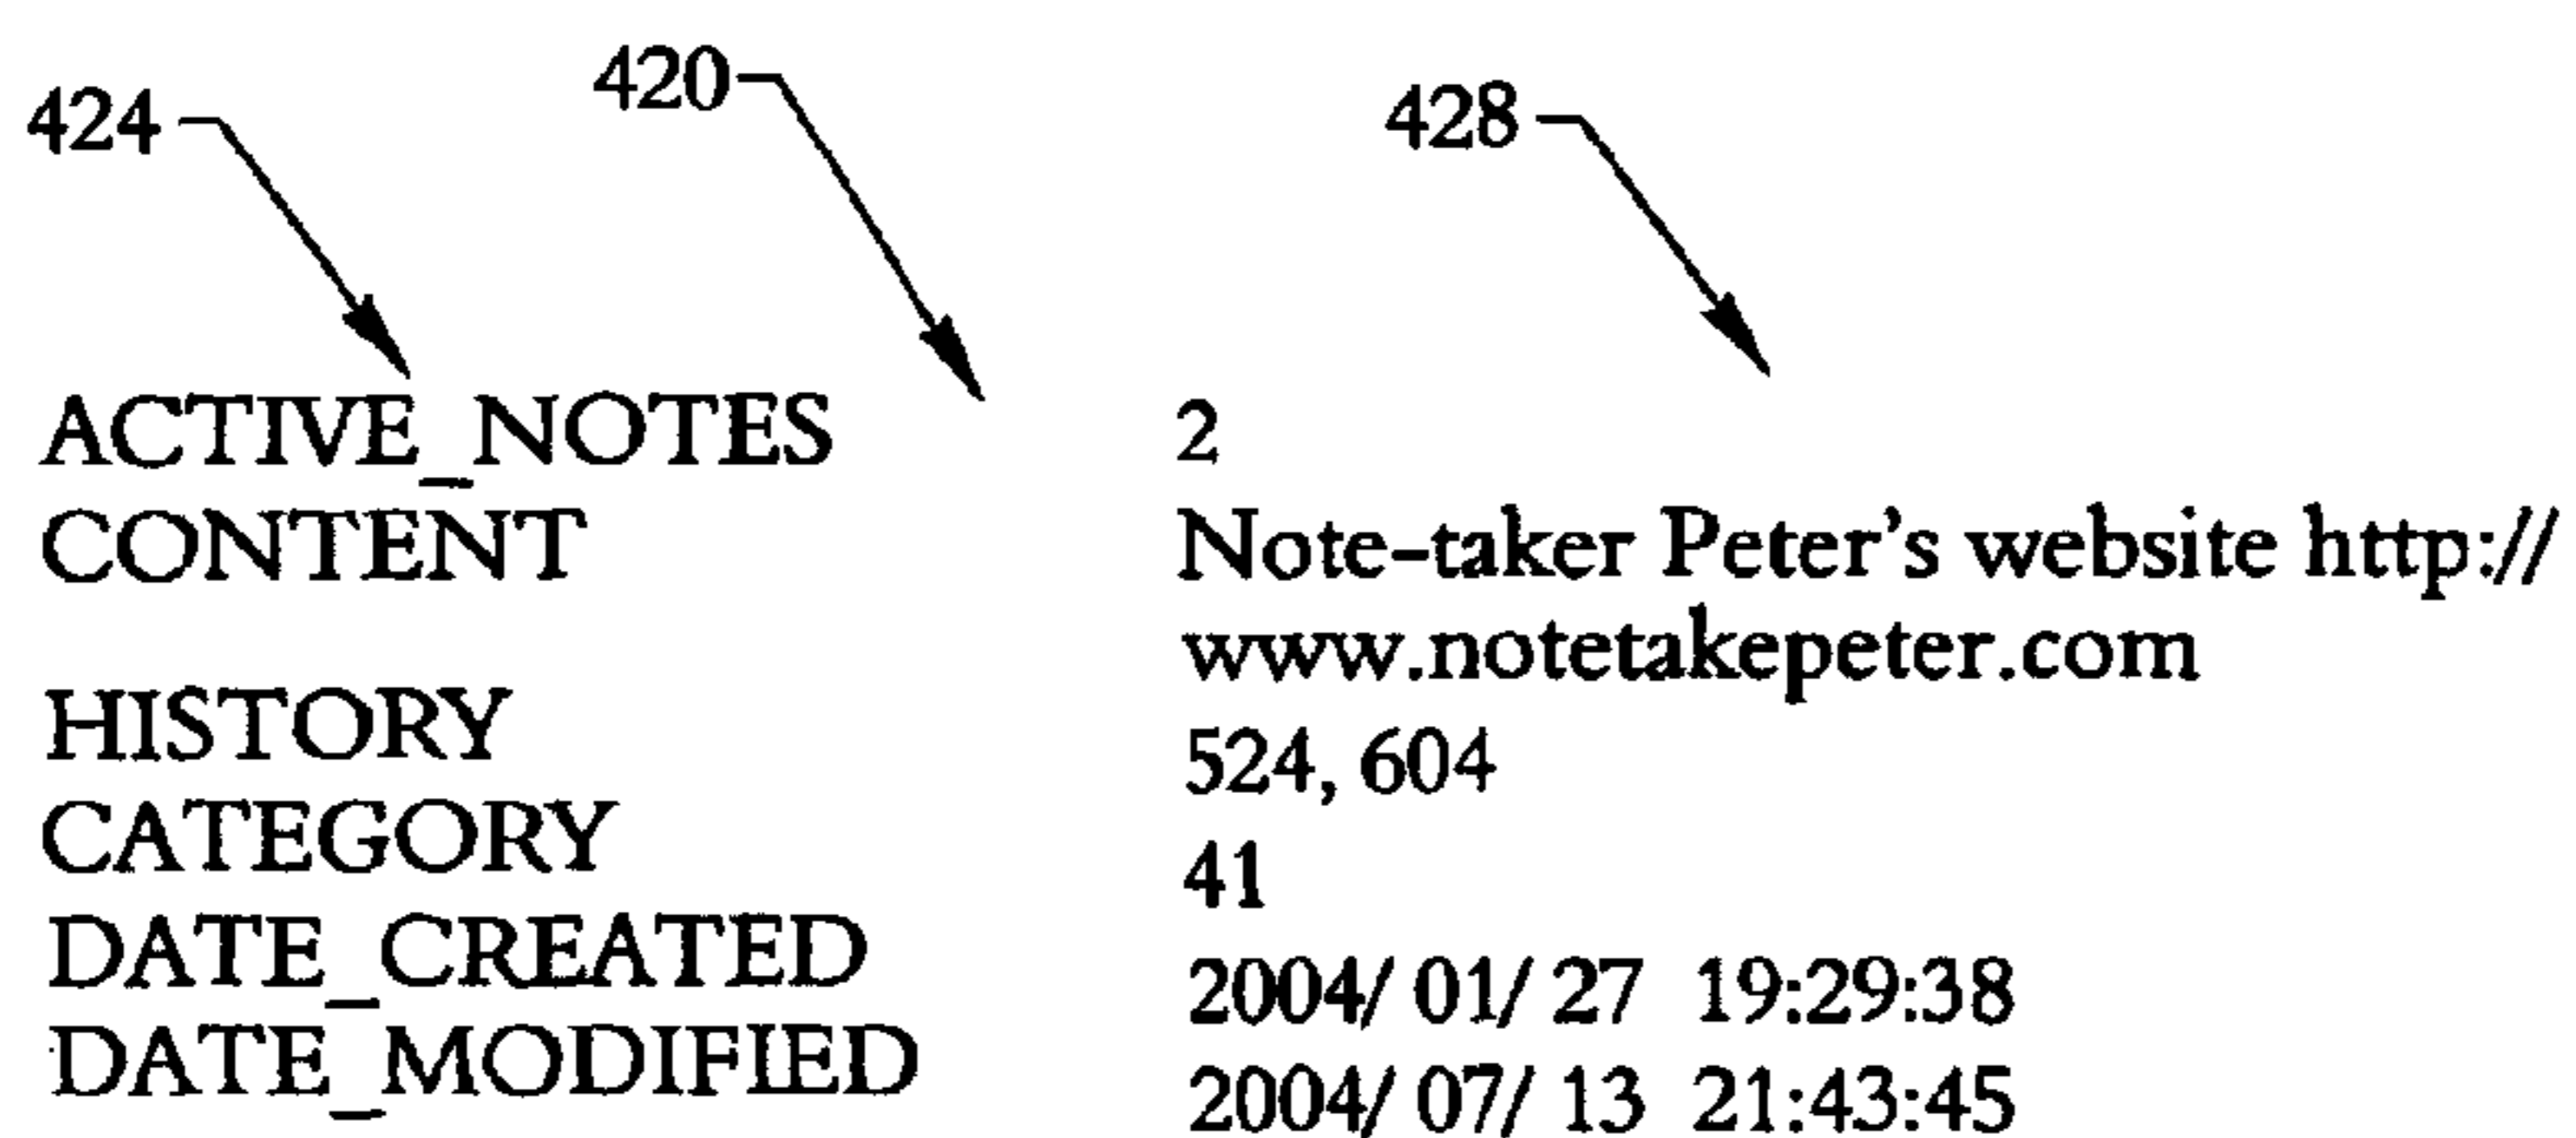 424 420 428
ACTIVE_NOTES 2
CONTENT Note-taker Peter's website http://
www.notetakepeter.com
HISTORY 524, 604
CATEGORY 41
DATE_CREATED 2004/ 01/ 27 19:29:38
DATE_MODIFIED 2004/ 07/ 13 21:43:45